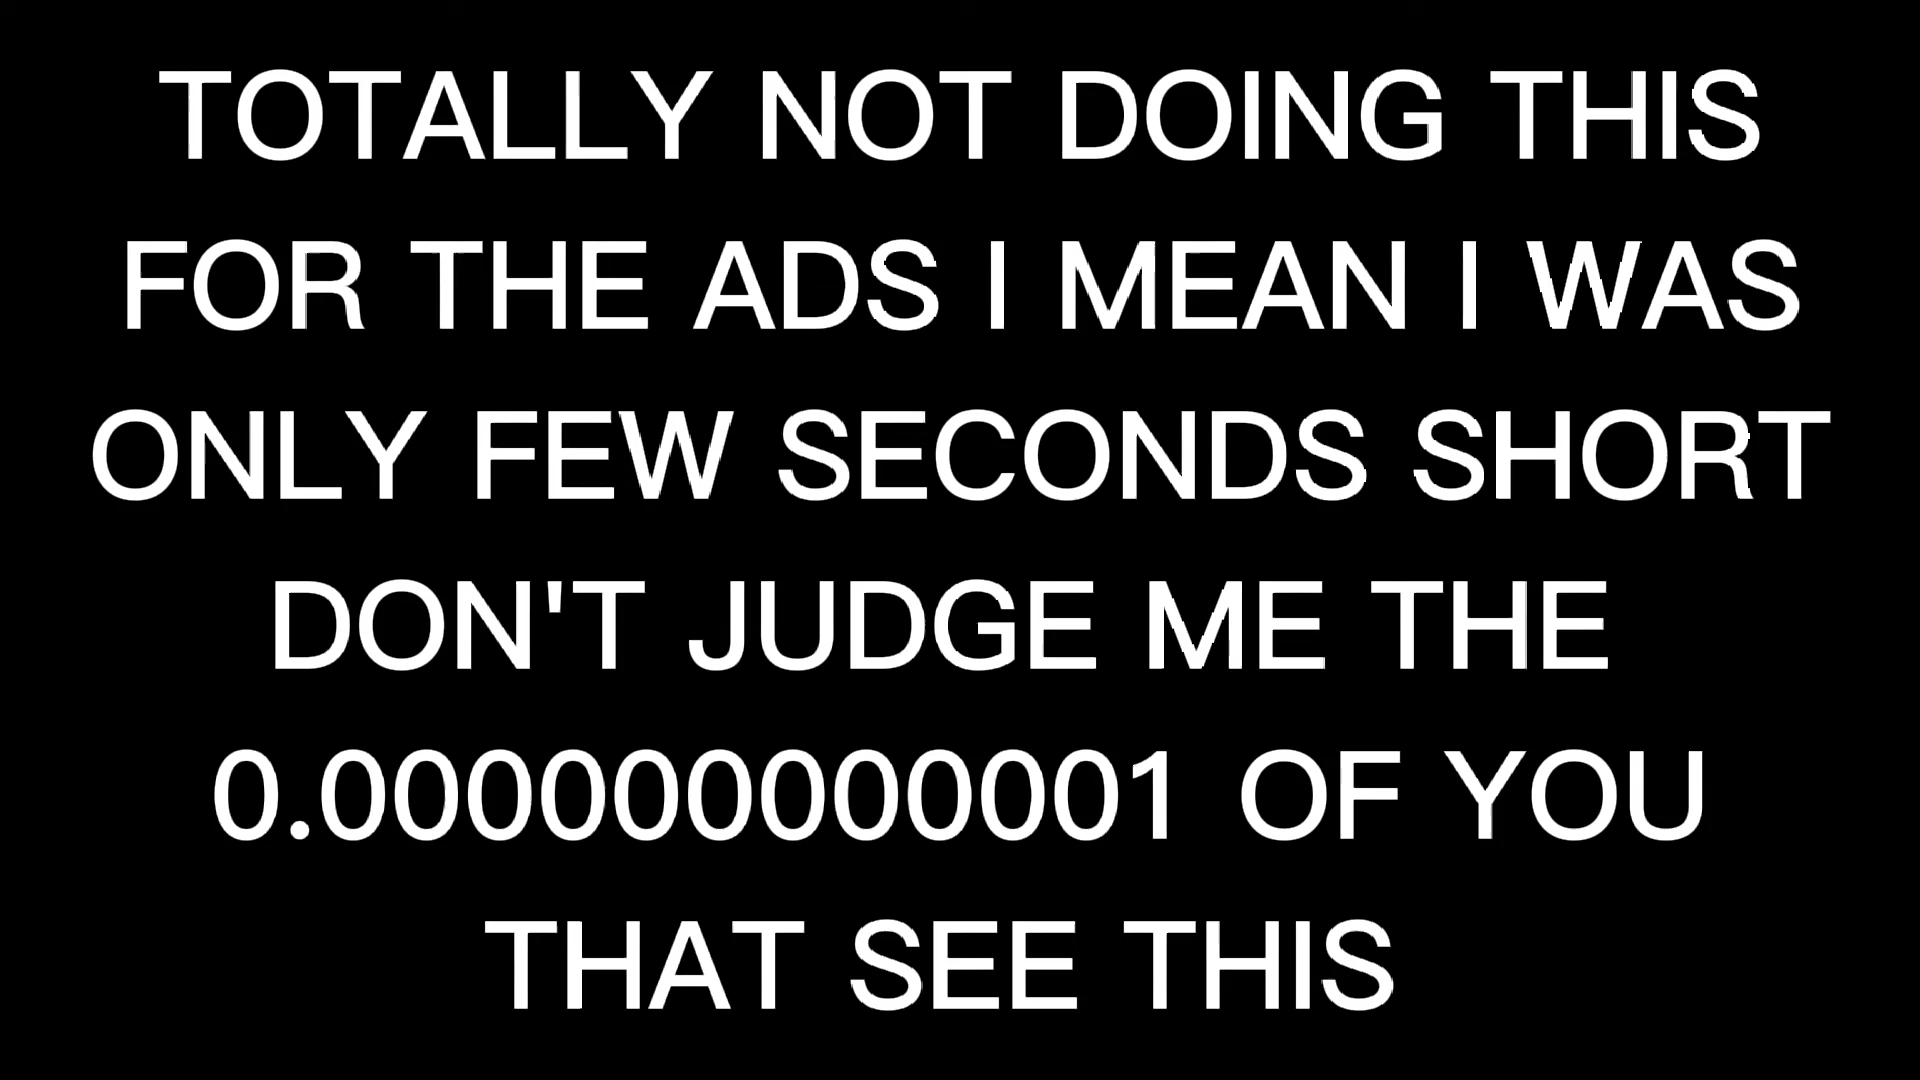 TOTALLY NOT DOING THIS
FOR THE ADS I MEAN I WAS
ONLY FEW SECONDS SHORT
DON'T JUDGE ME THE
0.000000000001 OF YOU
THAT SEE THIS